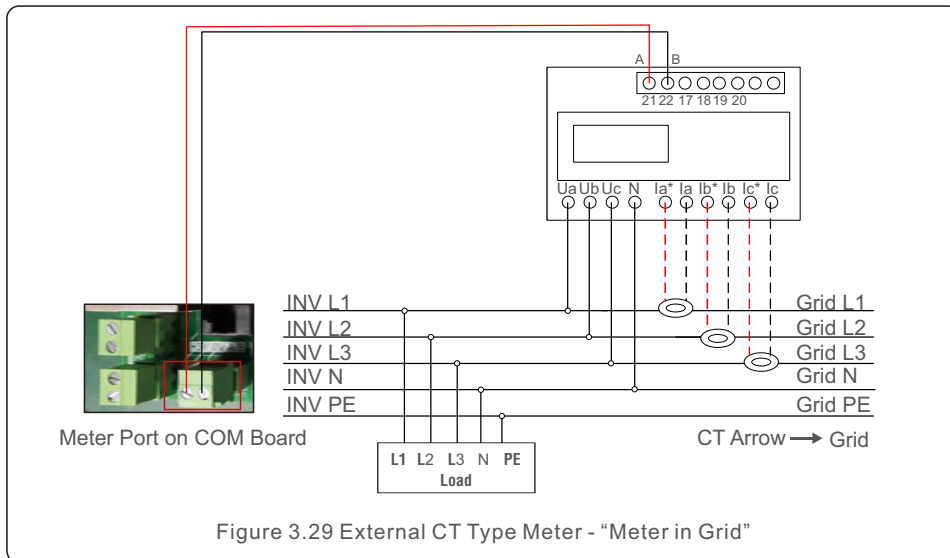 A B
21 22 17 18 19 20
Ua Ub Uc N Ia* Ia Ib* Ib Ic* Ic
INV L1 Grid L1
INV L2 Grid L2
INV L3 Grid L3
INV N Grid N
INV PE Grid PE
Meter Port on COM Board
CT Arrow → Grid
L1 L2 L3 N PE
Load
Figure 3.29 External CT Type Meter - “Meter in Grid”